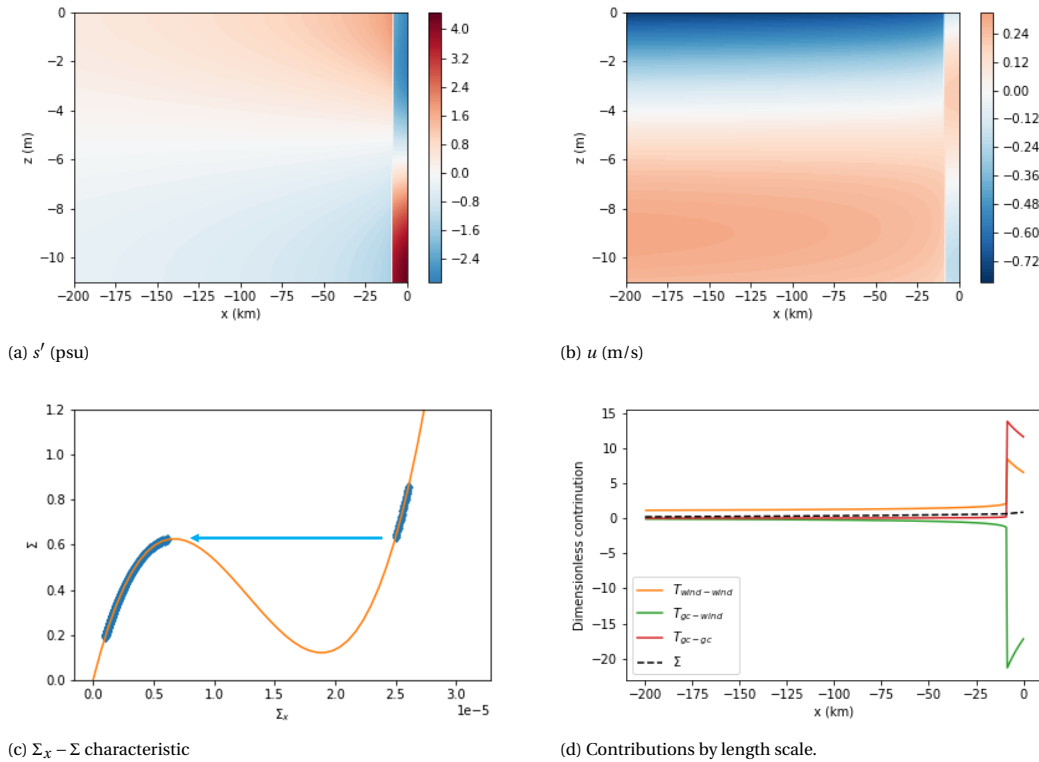 0
−2
−4
−6
−8
−10
z (m)
−200 −175 −150 −125 −100 −75 −50 −25 0
x (km)
4.0
3.2
2.4
1.6
0.8
0.0
−0.8
−1.6
−2.4
(a) s′ (psu)
0
−2
−4
−6
−8
−10
z (m)
−200 −175 −150 −125 −100 −75 −50 −25 0
x (km)
0.24
0.12
0.00
−0.12
−0.24
−0.36
−0.48
−0.60
−0.72
(b) u (m/s)
1.2
1.0
0.8
0.6
0.4
0.2
0.0
Σ
0.0 0.5 1.0 1.5 2.0 2.5 3.0
1e−5
Σx
(c) Σx − Σ characteristic
15
10
5
0
−5
−10
−15
−20
Dimensionless contrinution
Twind−wind
Tgc−wind
Tgc−gc
Σ
−200 −175 −150 −125 −100 −75 −50 −25 0
x (km)
(d) Contributions by length scale.